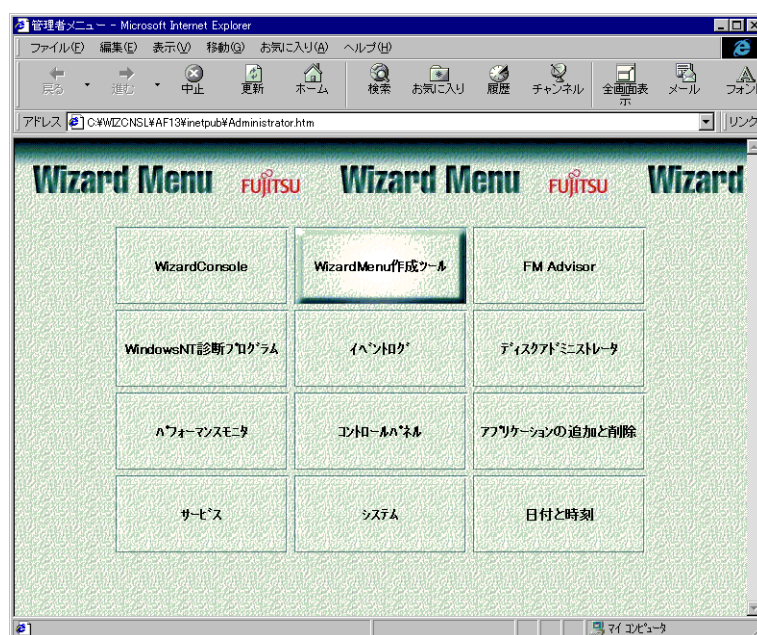 管理者メニュー - Microsoft Internet Explorer
ファイル(F) 編集(E) 表示(V) 移動(G) お気に入り(A) ヘルプ(H)
戻る 進む 中止 更新 ホーム 検索 お気に入り 履歴 チャンネル 全画面表示 メール フォン
アドレス C:¥WIZCNSL¥AF13¥inetpub¥Administrator.htm リンク
Wizard Menu FUJITSU Wizard Menu FUJITSU Wizard
WizardConsole WizardMenu作成ツール FM Advisor
WindowsNT診断プログラム イベントログ ディスクアドミニストレータ
パフォーマンスモニタ コントロールパネル アプリケーションの追加と削除
サービス システム 日付と時刻
マイ コンピュータ